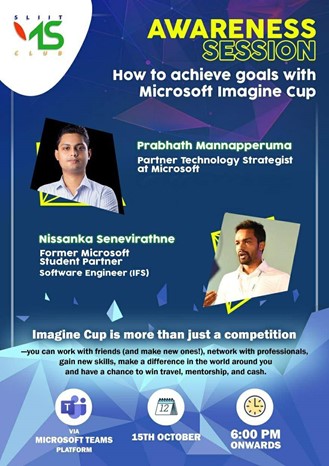 SLIIT
MS
CLUB
AWARENESS
SESSION
How to achieve goals with
Microsoft Imagine Cup
Prabhath Mannapperuma
Partner Technology Strategist
at Microsoft
Nissanka Senevirathne
Former Microsoft
Student Partner
Software Engineer (IFS)
Imagine Cup is more than just a competition
—you can work with friends (and make new ones!), network with professionals,
gain new skills, make a difference in the world around you
and have a chance to win travel, mentorship, and cash.
12
VIA
MICROSOFT TEAMS
PLATFORM
15TH OCTOBER
6:00 PM
ONWARDS